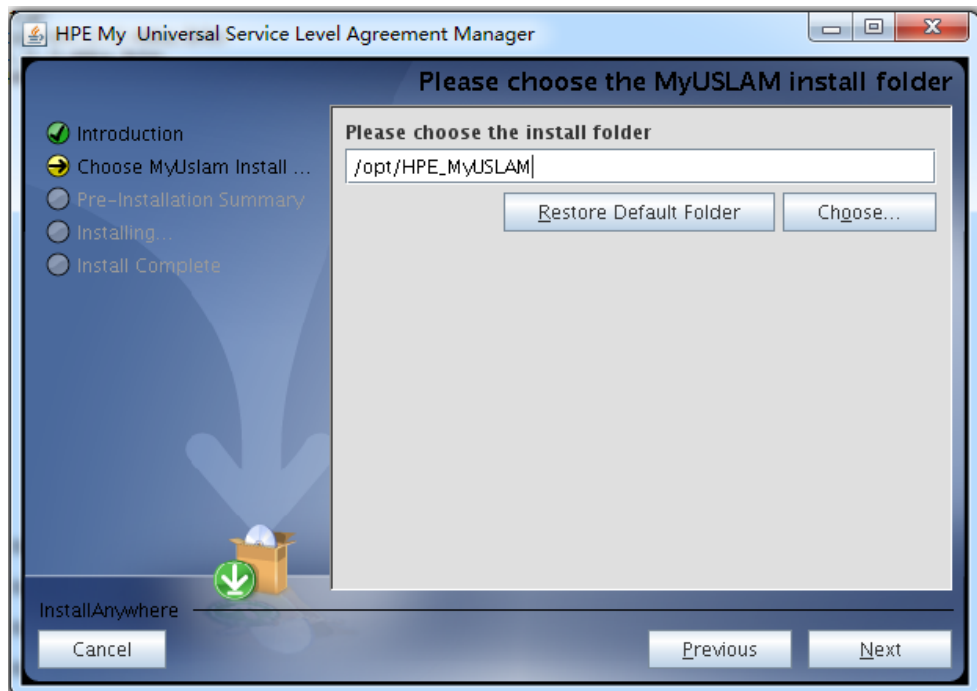 HPE My  Universal Service Level Agreement Manager
Please choose the MyUSLAM install folder
Introduction
Choose MyUslam Install ...
Pre-Installation Summary
Installing...
Install Complete
Please choose the install folder
/opt/HPE_MyUSLAM
Restore Default Folder
Choose...
InstallAnywhere
Cancel
Previous
Next